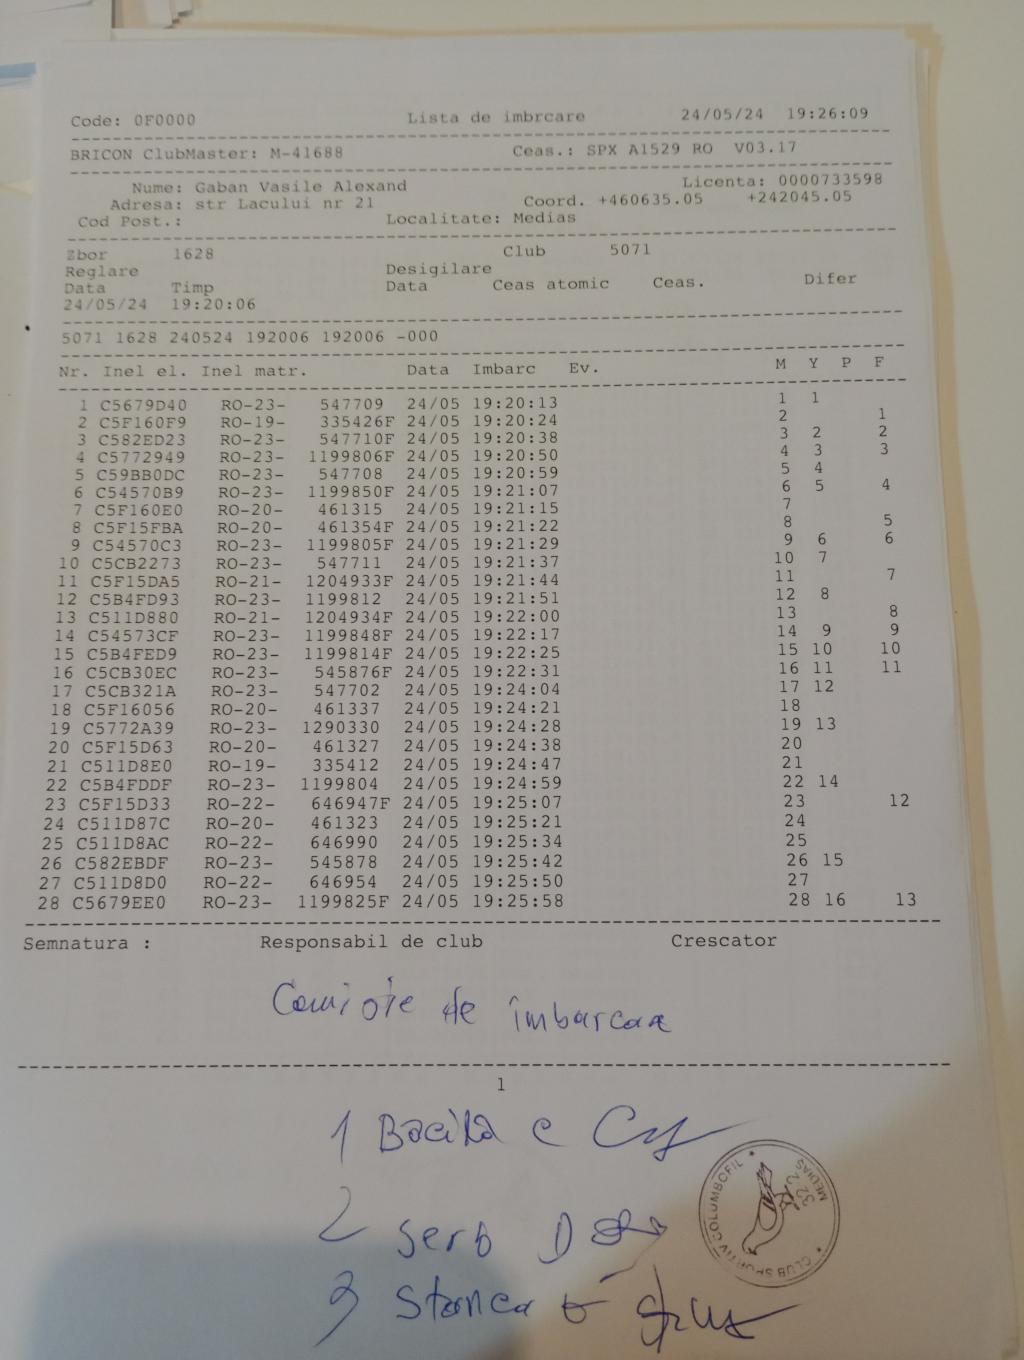 Code: 0F0000 Lista de imbrcare 24/05/24 19:26:09
BRICON ClubMaster: M-41688 Ceas.: SPX A1529 RO V03.17
Nume: Gaban Vasile Alexand Licenta: 0000733598
Adresa: str Lacului nr 21 Coord. +460635.05 +242045.05
Cod Post.: Localitate: Medias
Zbor 1628 Club 5071
Reglare Desigilare
Data Timp Data Ceas atomic Ceas. Difer
24/05/24 19:20:06
5071 1628 240524 192006 192006 -000
Nr. Inel el. Inel matr. Data Imbarc Ev. M Y P F
1 C5679D40 RO-23- 547709 24/05 19:20:13 1 1
2 C5F160F9 RO-19- 335426F 24/05 19:20:24 2 1
3 C582ED23 RO-23- 547710F 24/05 19:20:38 3 2 2
4 C5772949 RO-23- 1199806F 24/05 19:20:50 4 3 3
5 C59BB0DC RO-23- 547708 24/05 19:20:59 5 4
6 C54570B9 RO-23- 1199850F 24/05 19:21:07 6 5 4
7 C5F160E0 RO-20- 461315 24/05 19:21:15 7
8 C5F15FBA RO-20- 461354F 24/05 19:21:22 8 5
9 C54570C3 RO-23- 1199805F 24/05 19:21:29 9 6 6
10 C5CB2273 RO-23- 547711 24/05 19:21:37 10 7
11 C5F15DA5 RO-21- 1204933F 24/05 19:21:44 11 7
12 C5B4FD93 RO-23- 1199812 24/05 19:21:51 12 8
13 C511D880 RO-21- 1204934F 24/05 19:22:00 13 8
14 C54573CF RO-23- 1199848F 24/05 19:22:17 14 9 9
15 C5B4FED9 RO-23- 1199814F 24/05 19:22:25 15 10 10
16 C5CB30EC RO-23- 545876F 24/05 19:22:31 16 11 11
17 C5CB321A RO-23- 547702 24/05 19:24:04 17 12
18 C5F16056 RO-20- 461337 24/05 19:24:21 18
19 C5772A39 RO-23- 1290330 24/05 19:24:28 19 13
20 C5F15D63 RO-20- 461327 24/05 19:24:38 20
21 C511D8E0 RO-19- 335412 24/05 19:24:47 21
22 C5B4FDDF RO-23- 1199804 24/05 19:24:59 22 14
23 C5F15D33 RO-22- 646947F 24/05 19:25:07 23 12
24 C511D87C RO-20- 461323 24/05 19:25:21 24
25 C511D8AC RO-22- 646990 24/05 19:25:34 25
26 C582EBDF RO-23- 545878 24/05 19:25:42 26 15
27 C511D8D0 RO-22- 646954 24/05 19:25:50 27
28 C5679EE0 RO-23- 1199825F 24/05 19:25:58 28 16 13
Semnatura : Responsabil de club Crescator
de îmbarcare
1
1
2 Serb D
3 Stanca
CLUB SPORTIV COLUMBOFIL
MEDIAS